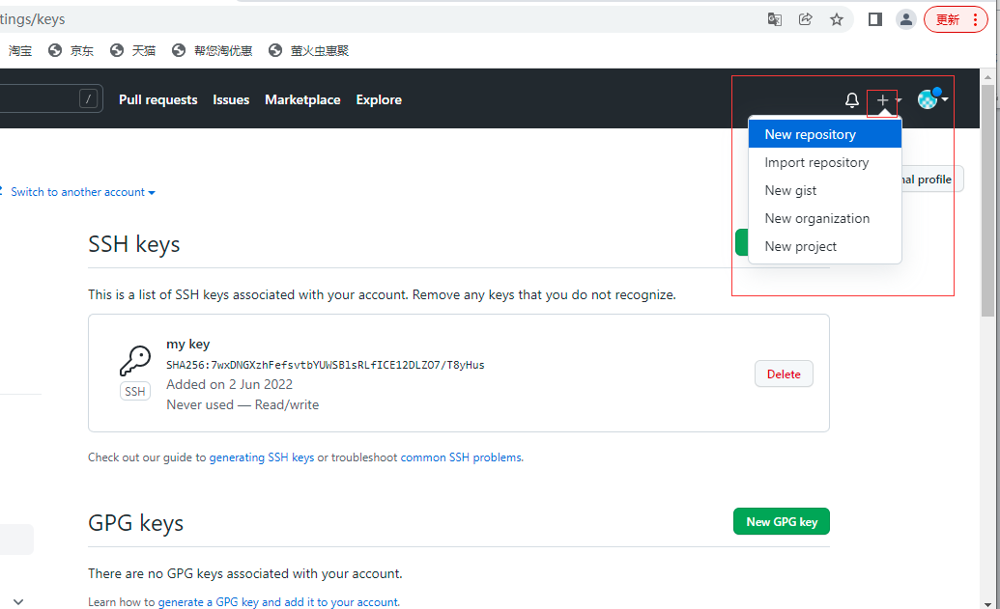 tings/keys
更新
淘宝 京东 天猫 帮您淘优惠 萤火虫惠聚
/ Pull requests Issues Marketplace Explore
New repository
Import repository
New gist
New organization
New project
nal profile
Switch to another account
SSH keys
This is a list of SSH keys associated with your account. Remove any keys that you do not recognize.
my key
SHA256:7wxDNGXzhFefsvtbYUWSBlsRLfICE12DLZO7/T8yHus
Added on 2 Jun 2022
Never used — Read/write
SSH
Delete
Check out our guide to generating SSH keys or troubleshoot common SSH problems.
GPG keys
New GPG key
There are no GPG keys associated with your account.
Learn how to generate a GPG key and add it to your account.